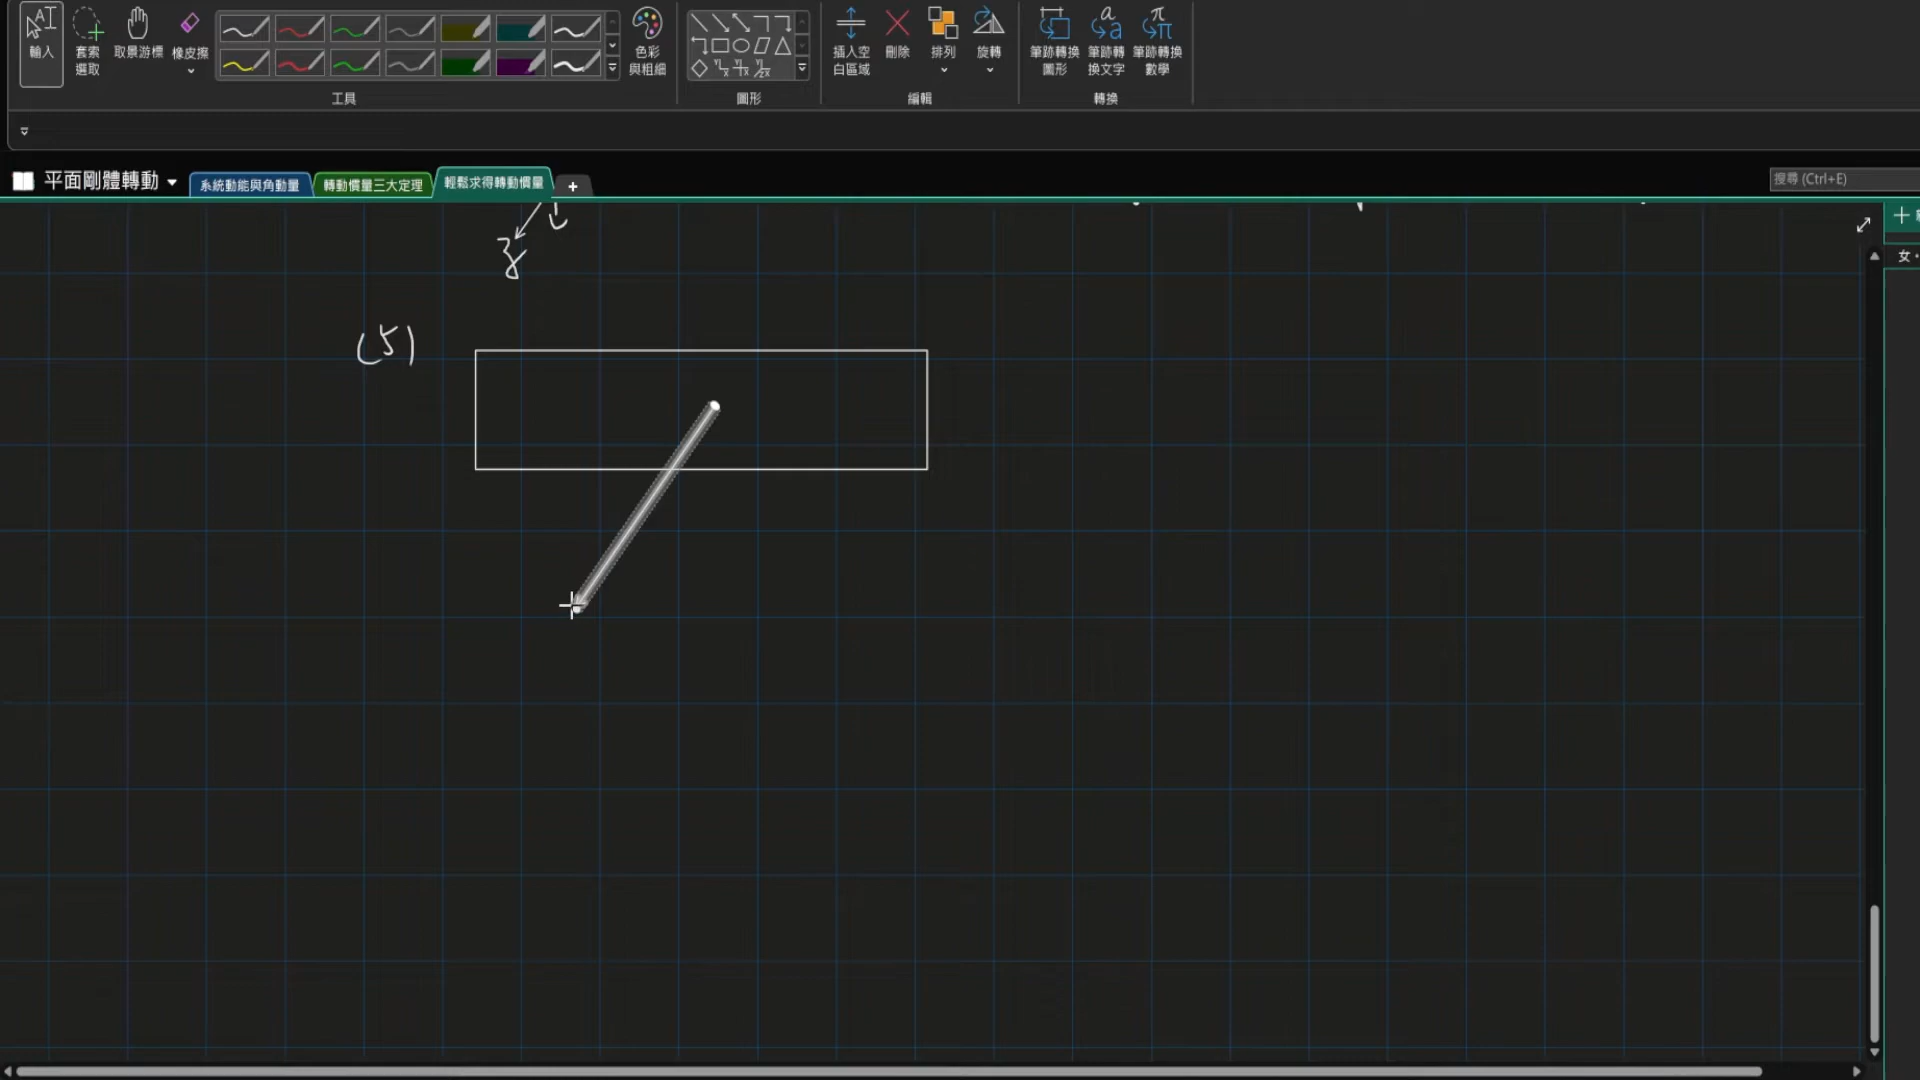 輸入
套索
選取
取景游標
橡皮擦
色彩
與粗細
插入空
白區域
刪除
排列
旋轉
筆跡轉換
圖形
筆跡轉
換文字
筆跡轉換
數學
工具
圖形
編輯
轉換
平面剛體轉動
系統動能與角動量
轉動慣量三大定理
輕鬆求得轉動慣量
+
搜尋 (Ctrl+E)
z
(5)